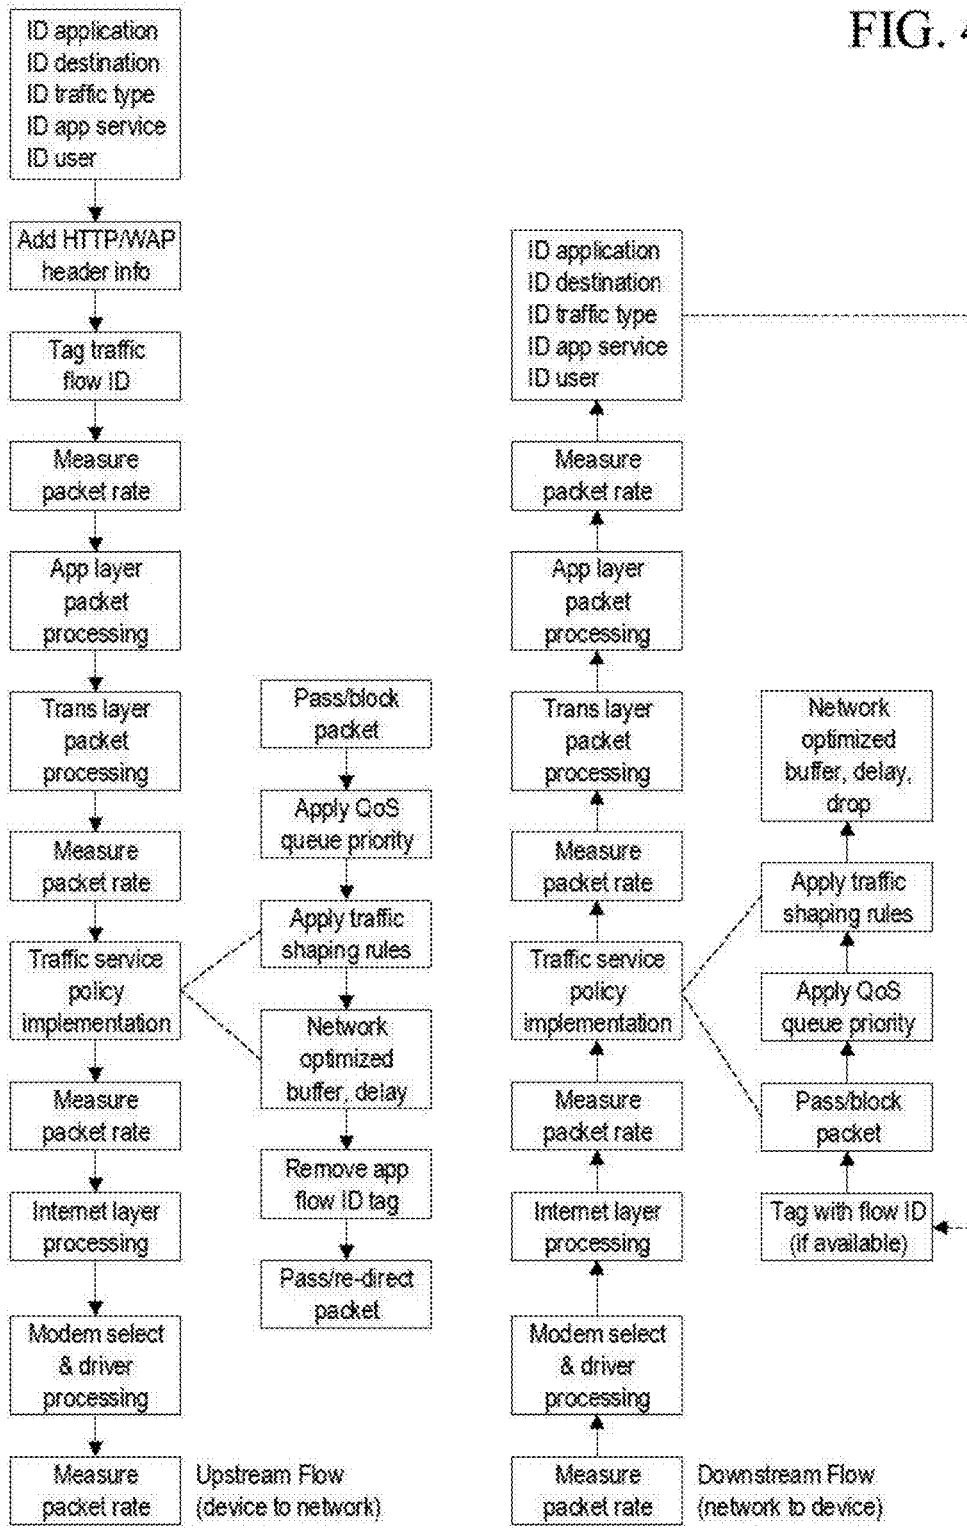 FIG. 4
ID application
ID destination
ID traffic type
ID app service
ID user
Add HTTP/WAP
header info
Tag traffic
flow ID
Measure
packet rate
App layer
packet
processing
Trans layer
packet
processing
Measure
packet rate
Traffic service
policy
implementation
Measure
packet rate
Internet layer
processing
Modem select
& driver
processing
Measure
packet rate
Upstream Flow
(device to network)
Pass/block
packet
Apply QoS
queue priority
Apply traffic
shaping rules
Network
optimized
buffer, delay
Remove app
flow ID tag
Pass/re-direct
packet
ID application
ID destination
ID traffic type
ID app service
ID user
Measure
packet rate
App layer
packet
processing
Trans layer
packet
processing
Measure
packet rate
Traffic service
policy
implementation
Measure
packet rate
Internet layer
processing
Modem select
& driver
processing
Measure
packet rate
Downstream Flow
(network to device)
Network
optimized
buffer, delay,
drop
Apply traffic
shaping rules
Apply QoS
queue priority
Pass/block
packet
Tag with flow ID
(if available)